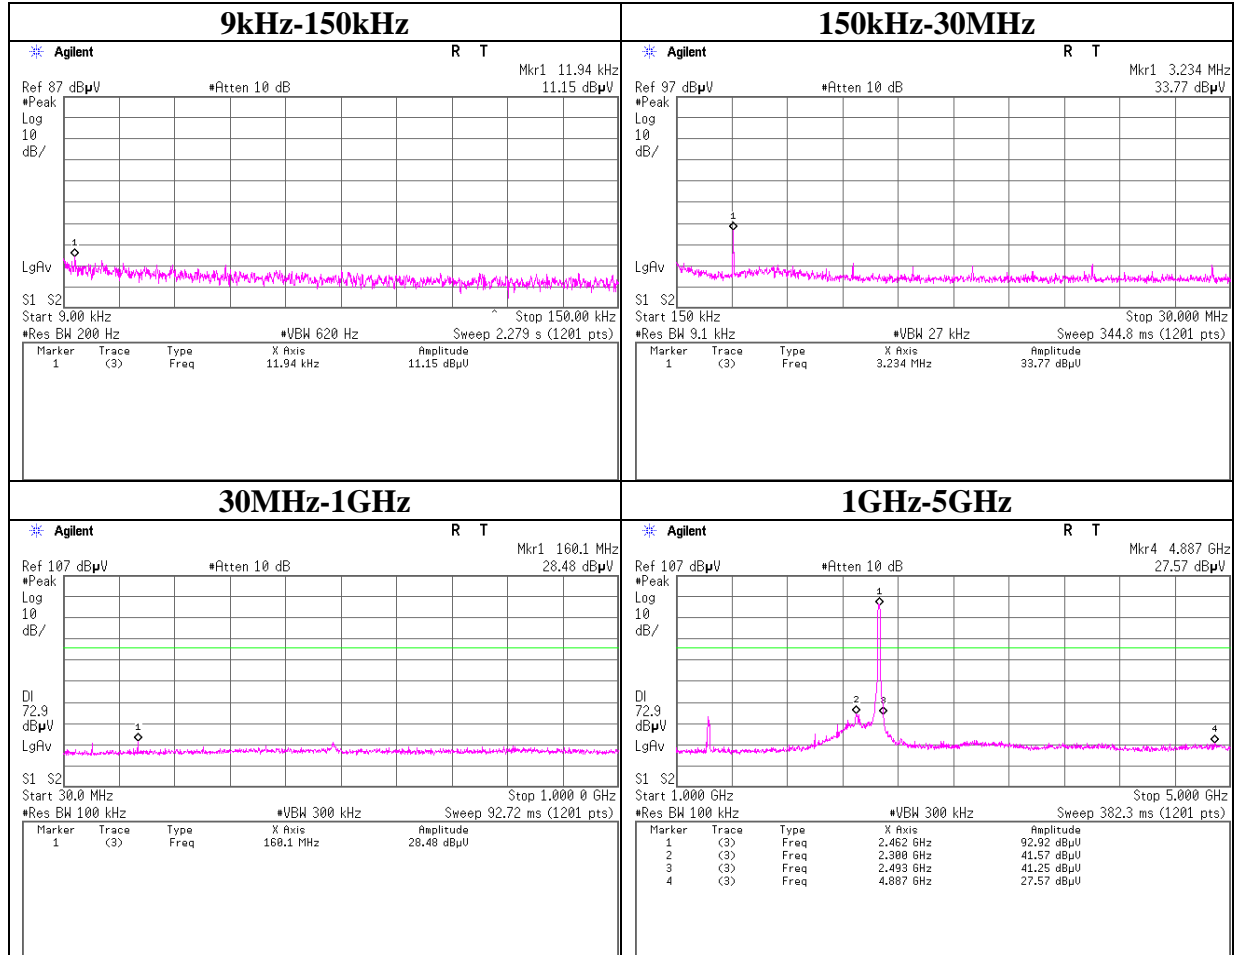 9kHz-150kHz
Agilent R T
Mkr1 11.94 kHz
Ref 87 dBµV #Atten 10 dB 11.15 dBµV
#Peak
Log
10
dB/
1
LgAv
S1 S2
Start 9.00 kHz ^ Stop 150.00 kHz
#Res BW 200 Hz #VBW 620 Hz Sweep 2.279 s (1201 pts)
Marker Trace Type X Axis Amplitude
1 (3) Freq 11.94 kHz 11.15 dBµV
150kHz-30MHz
Agilent R T
Mkr1 3.234 MHz
Ref 97 dBµV #Atten 10 dB 33.77 dBµV
#Peak
Log
10
dB/
1
LgAv
S1 S2
Start 150 kHz Stop 30.000 MHz
#Res BW 9.1 kHz #VBW 27 kHz Sweep 344.8 ms (1201 pts)
Marker Trace Type X Axis Amplitude
1 (3) Freq 3.234 MHz 33.77 dBµV
30MHz-1GHz
Agilent R T
Mkr1 160.1 MHz
Ref 107 dBµV #Atten 10 dB 28.48 dBµV
#Peak
Log
10
dB/
1
DI
72.9
dBµV
LgAv
S1 S2
Start 30.0 MHz Stop 1.000 0 GHz
#Res BW 100 kHz #VBW 300 kHz Sweep 92.72 ms (1201 pts)
Marker Trace Type X Axis Amplitude
1 (3) Freq 160.1 MHz 28.48 dBµV
1GHz-5GHz
Agilent R T
Mkr4 4.887 GHz
Ref 107 dBµV #Atten 10 dB 27.57 dBµV
#Peak
Log
10
dB/
1
2 3
4
DI
72.9
dBµV
LgAv
S1 S2
Start 1.000 GHz Stop 5.000 GHz
#Res BW 100 kHz #VBW 300 kHz Sweep 382.3 ms (1201 pts)
Marker Trace Type X Axis Amplitude
1 (3) Freq 2.462 GHz 92.92 dBµV
2 (3) Freq 2.300 GHz 41.57 dBµV
3 (3) Freq 2.493 GHz 41.25 dBµV
4 (3) Freq 4.887 GHz 27.57 dBµV